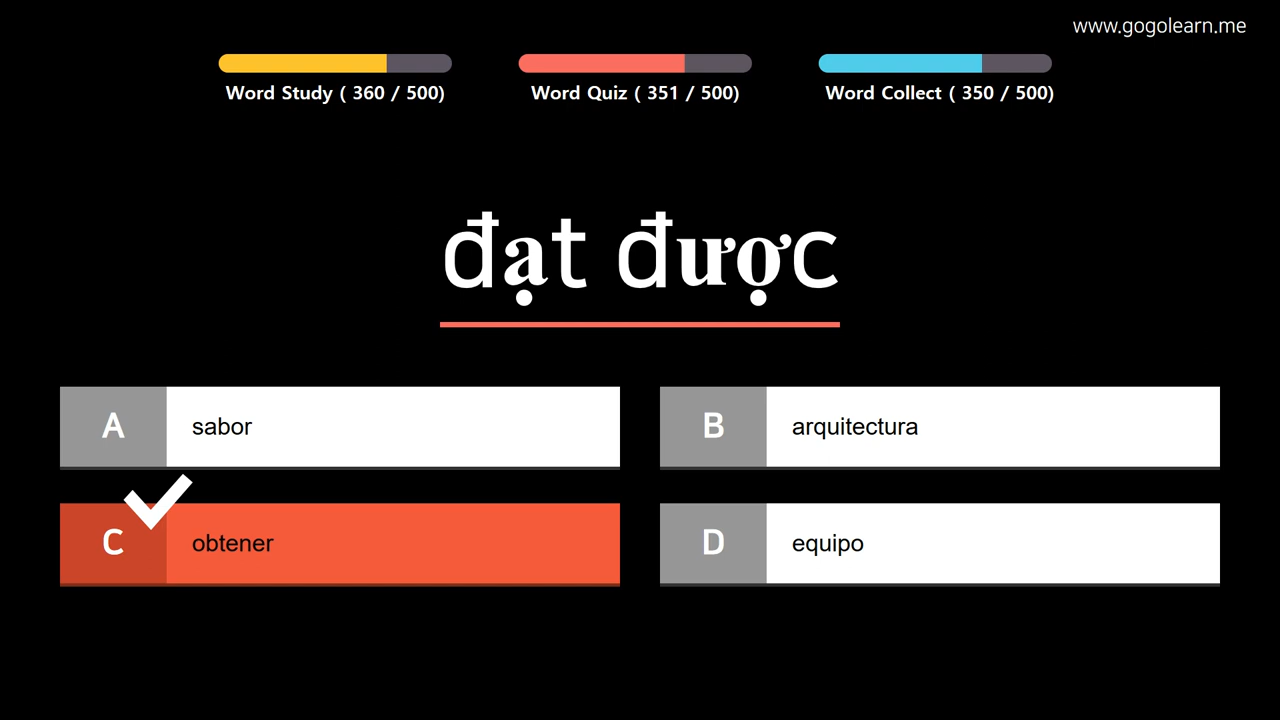 www.gogolearn.me
Word Study ( 360 / 500)
Word Quiz ( 351 / 500)
Word Collect ( 350 / 500)
đạt được
A sabor
B arquitectura
C obtener
D equipo